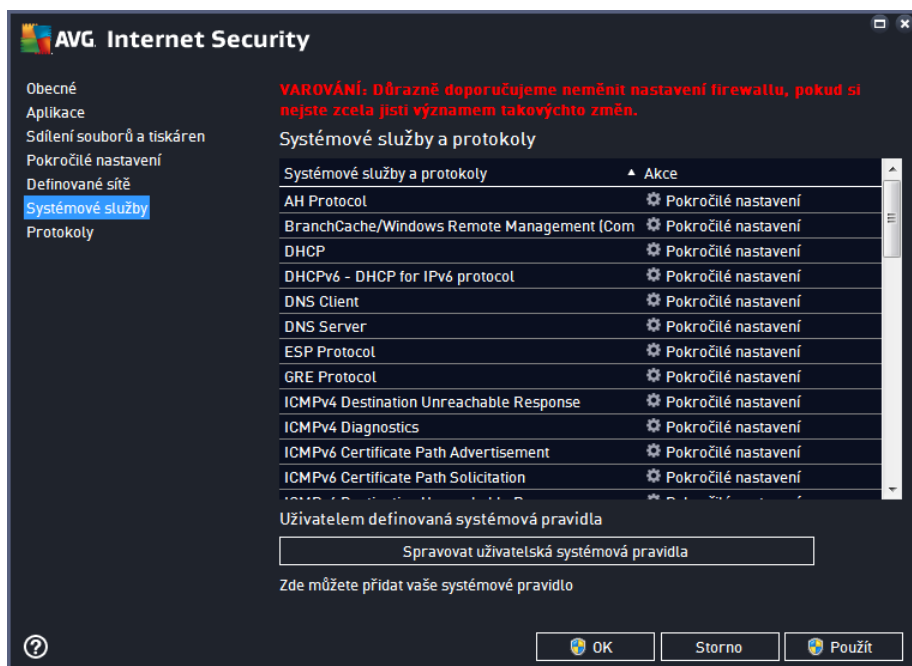 AVG Internet Security
Obecné
Aplikace
Sdílení souborů a tiskáren
Pokročilé nastavení
Definované sítě
Systémové služby
Protokoly
VAROVÁNÍ: Důrazně doporučujeme neměnit nastavení firewallu, pokud si
nejste zcela jisti významem takovýchto změn.
Systémové služby a protokoly
Systémové služby a protokoly Akce
AH Protocol Pokročilé nastavení
BranchCache/Windows Remote Management (Com Pokročilé nastavení
DHCP Pokročilé nastavení
DHCPv6 - DHCP for IPv6 protocol Pokročilé nastavení
DNS Client Pokročilé nastavení
DNS Server Pokročilé nastavení
ESP Protocol Pokročilé nastavení
GRE Protocol Pokročilé nastavení
ICMPv4 Destination Unreachable Response Pokročilé nastavení
ICMPv4 Diagnostics Pokročilé nastavení
ICMPv6 Certificate Path Advertisement Pokročilé nastavení
ICMPv6 Certificate Path Solicitation Pokročilé nastavení
Uživatelem definovaná systémová pravidla
Spravovat uživatelská systémová pravidla
Zde můžete přidat vaše systémové pravidlo
OK Storno Použít